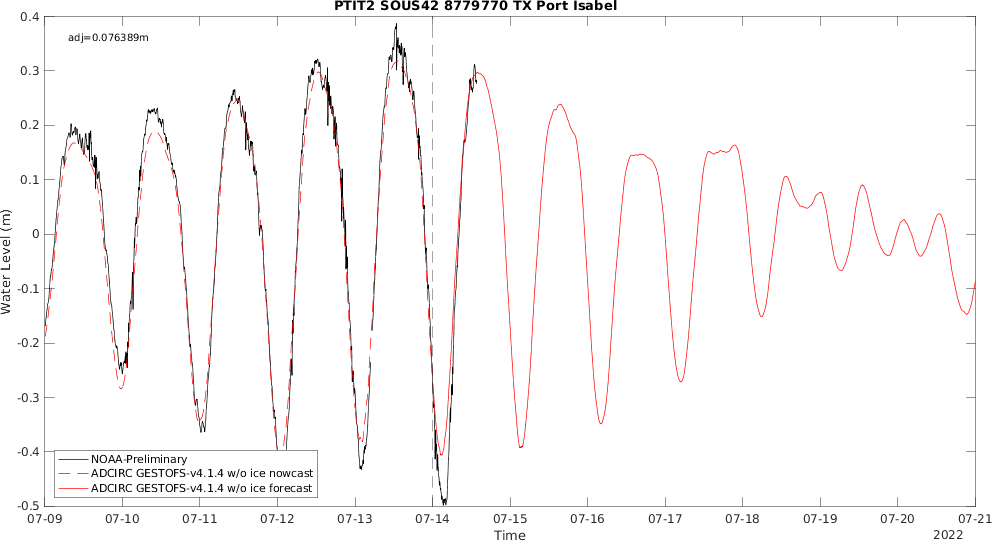 PTIT2 SOUS42 8779770 TX Port Isabel
adj=0.076389m
0.4
0.3
0.2
0.1
0
-0.1
-0.2
-0.3
-0.4
-0.5
Water Level (m)
NOAA-Preliminary
ADCIRC GESTOFS-v4.1.4 w/o ice nowcast
ADCIRC GESTOFS-v4.1.4 w/o ice forecast
07-09 07-10 07-11 07-12 07-13 07-14 07-15 07-16 07-17 07-18 07-19 07-20 07-21
Time
2022